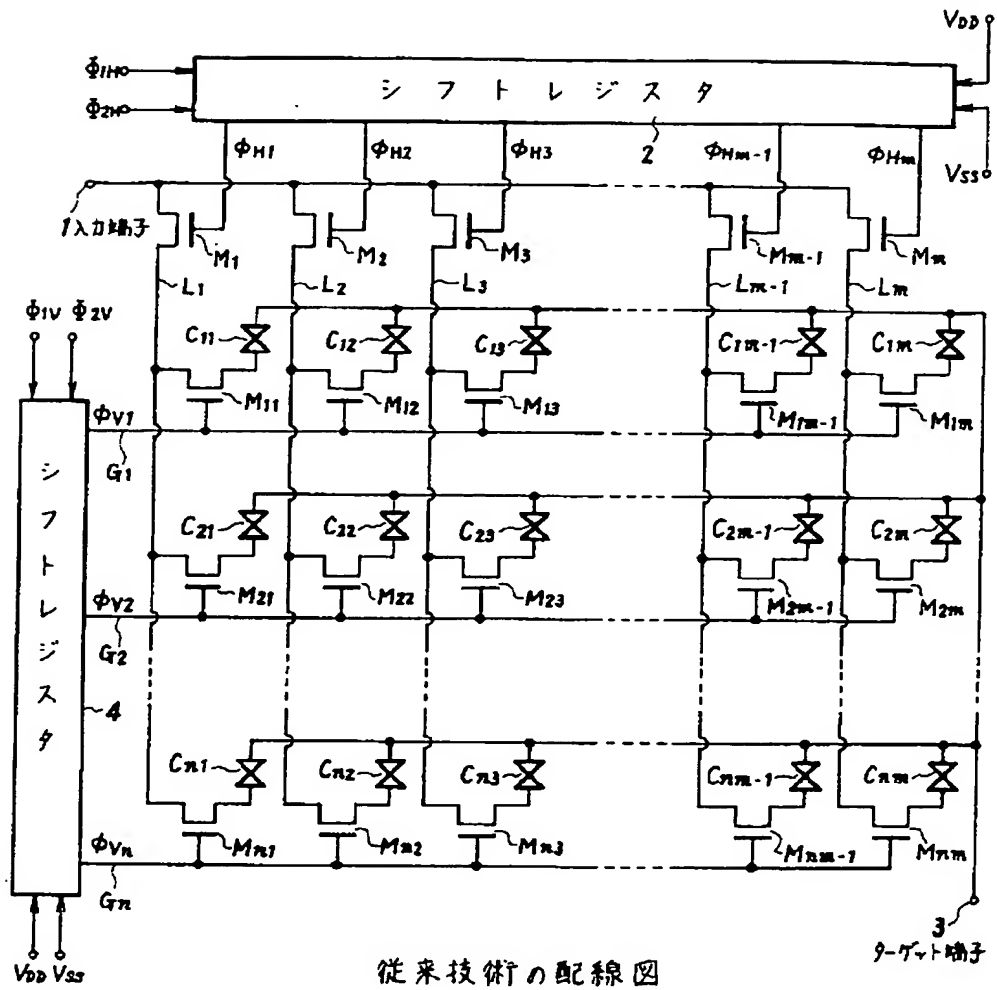 VDD
Φ1H
Φ2H
シフトレジスタ
2
VSS
ΦH1 ΦH2 ΦH3 ΦHm-1 ΦHm
1入力端子
M1 M2 M3 Mm-1 Mm
L1 L2 L3 Lm-1 Lm
Φ1V Φ2V
C11 C12 C13 C1m-1 C1m
M11 M12 M13 M1m-1 M1m
ΦV1
G1
シフトレジスタ
4
C21 C22 C23 C2m-1 C2m
M21 M22 M23 M2m-1 M2m
ΦV2
G2
Cn1 Cn2 Cn3 Cnm-1 Cnm
Mn1 Mn2 Mn3 Mnm-1 Mnm
ΦVn
Gn
3
ターゲット端子
VDD VSS
従来技術の配線図